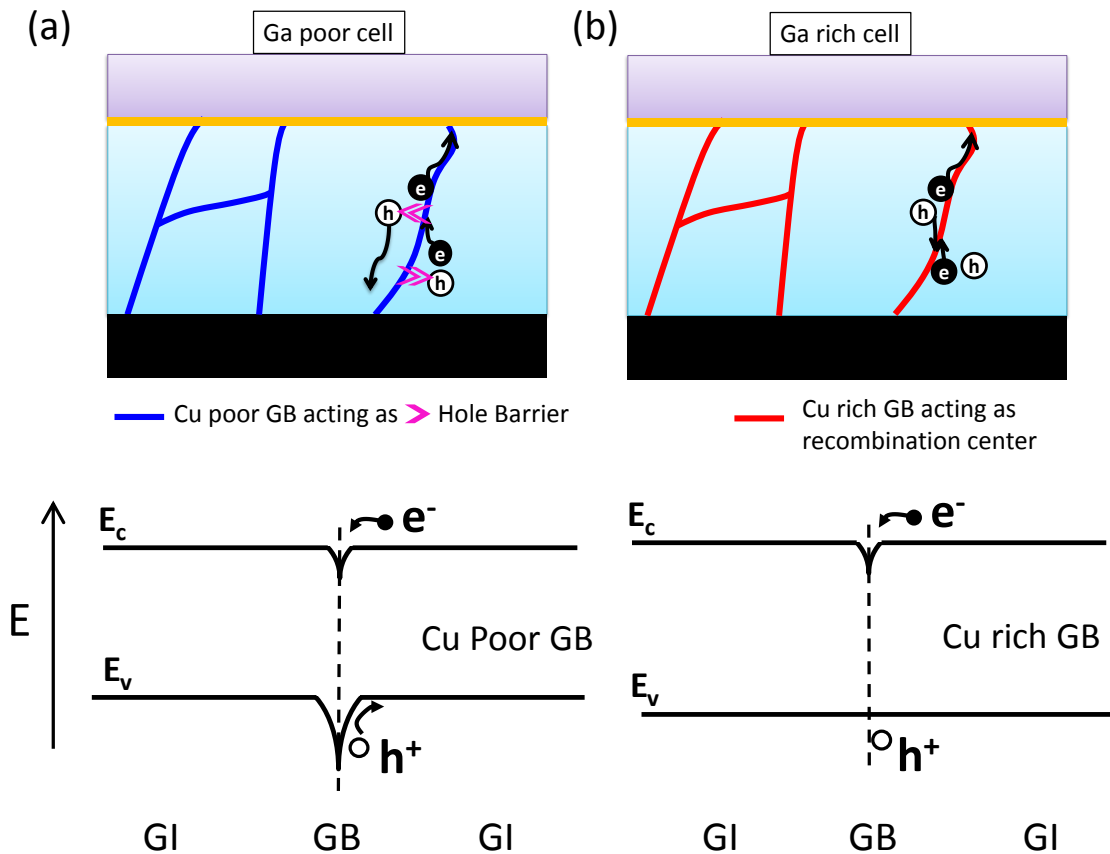 (a)
Ga poor cell
e
h
e
h
Cu poor GB acting as
Hole Barrier
(b)
Ga rich cell
e
h
e
h
Cu rich GB acting as
recombination center
E
Ec
e-
Cu Poor GB
Ev
h+
GI GB GI
Ec
e-
Cu rich GB
Ev
h+
GI GB GI